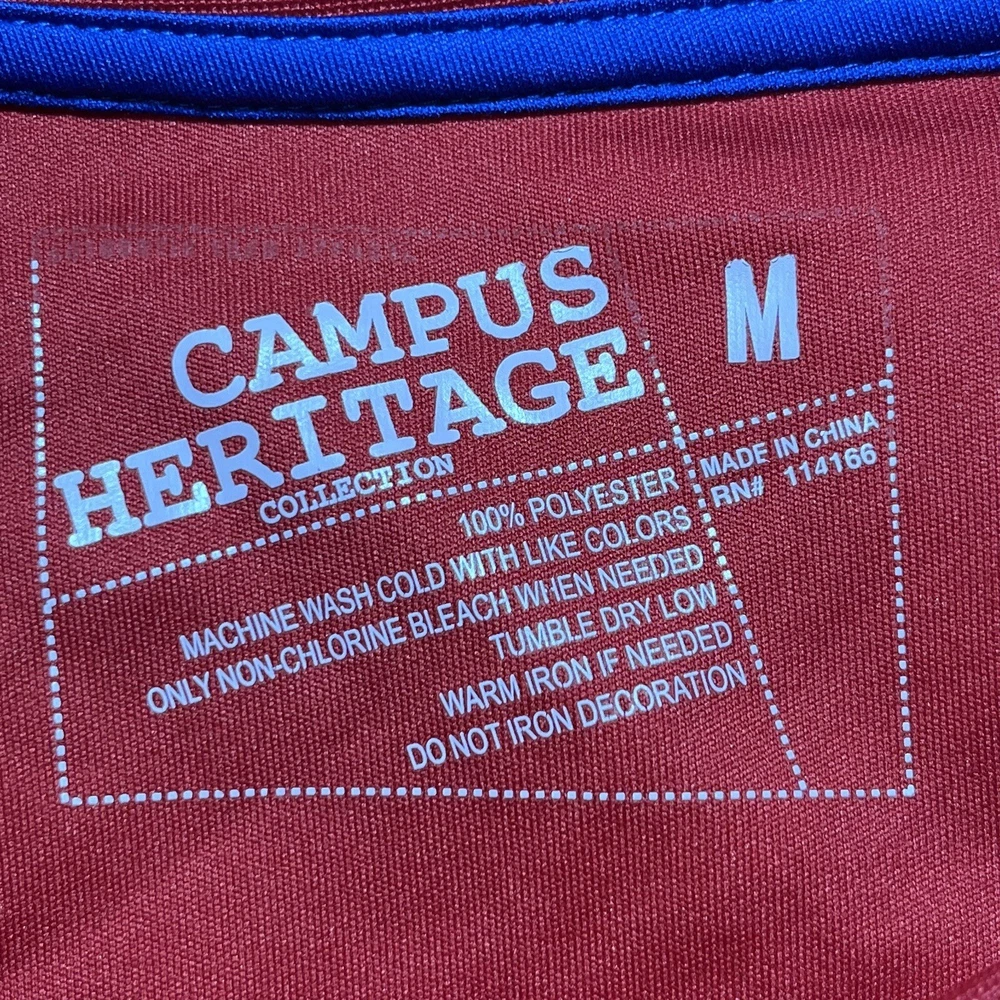 CAMPUS
HERITAGE
COLLECTION
M
100% POLYESTER
MACHINE WASH COLD WITH LIKE COLORS
ONLY NON-CHLORINE BLEACH WHEN NEEDED
TUMBLE DRY LOW
WARM IRON IF NEEDED
DO NOT IRON DECORATION
MADE IN CHINA
RN# 114166